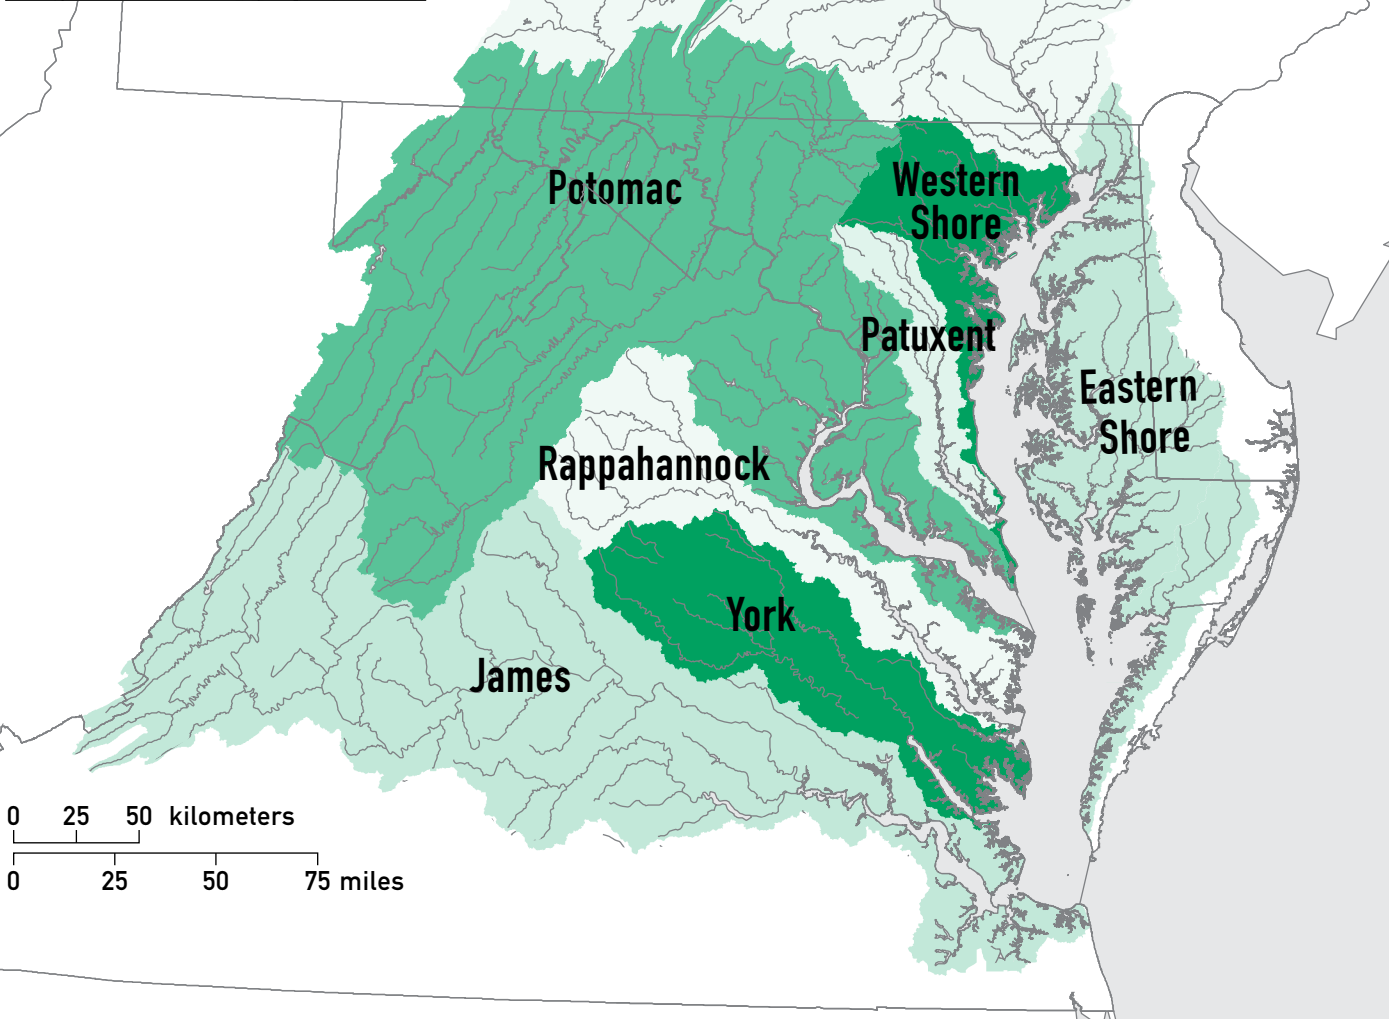 Potomac
Western
Shore
Patuxent
Eastern
Shore
Rappahannock
York
James
0 25 50 kilometers
0 25 50 75 miles